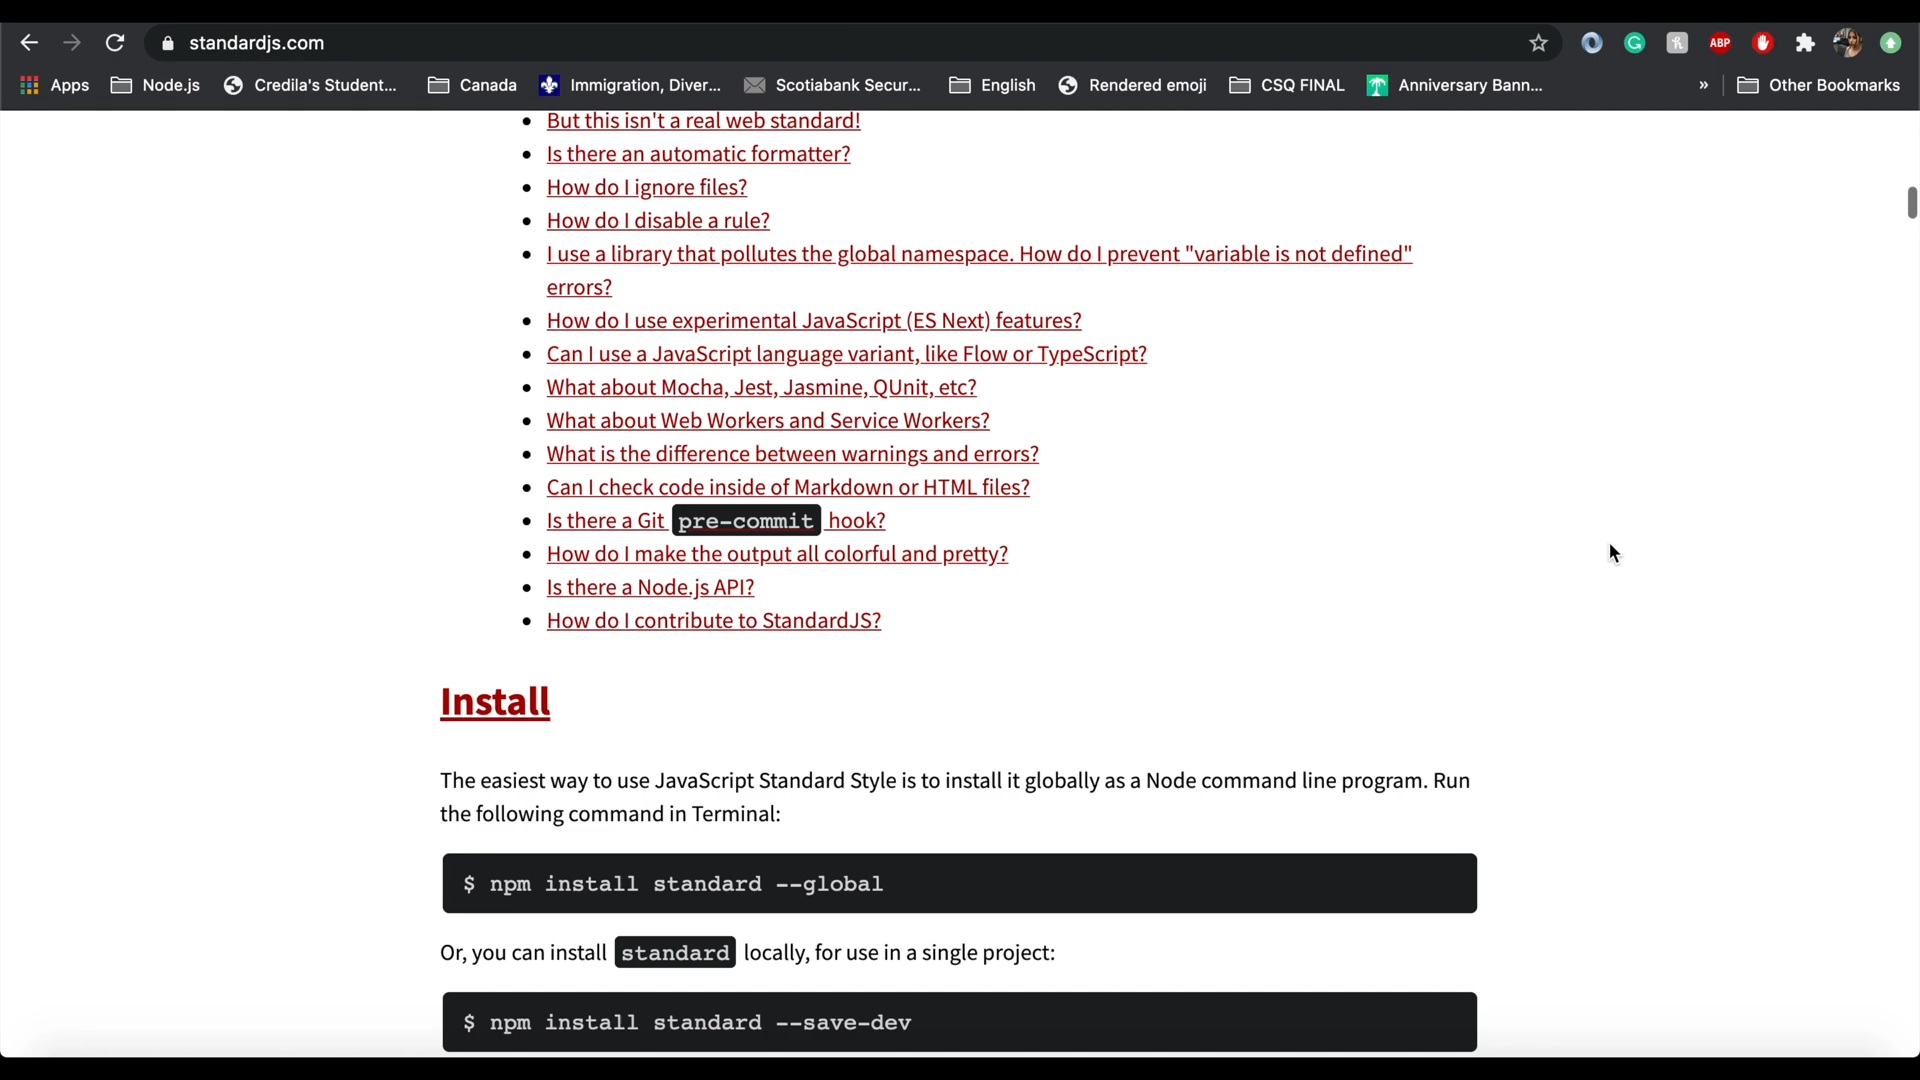 standardjs.com
ABP
Apps Node.js Credila's Student... Canada Immigration, Diver... Scotiabank Secur... English Rendered emoji CSQ FINAL Anniversary Bann... » Other Bookmarks
But this isn't a real web standard!
Is there an automatic formatter?
How do I ignore files?
How do I disable a rule?
I use a library that pollutes the global namespace. How do I prevent "variable is not defined"
errors?
How do I use experimental JavaScript (ES Next) features?
Can I use a JavaScript language variant, like Flow or TypeScript?
What about Mocha, Jest, Jasmine, QUnit, etc?
What about Web Workers and Service Workers?
What is the difference between warnings and errors?
Can I check code inside of Markdown or HTML files?
Is there a Git pre-commit hook?
How do I make the output all colorful and pretty?
Is there a Node.js API?
How do I contribute to StandardJS?
Install
The easiest way to use JavaScript Standard Style is to install it globally as a Node command line program. Run
the following command in Terminal:
$ npm install standard --global
Or, you can install standard locally, for use in a single project:
$ npm install standard --save-dev